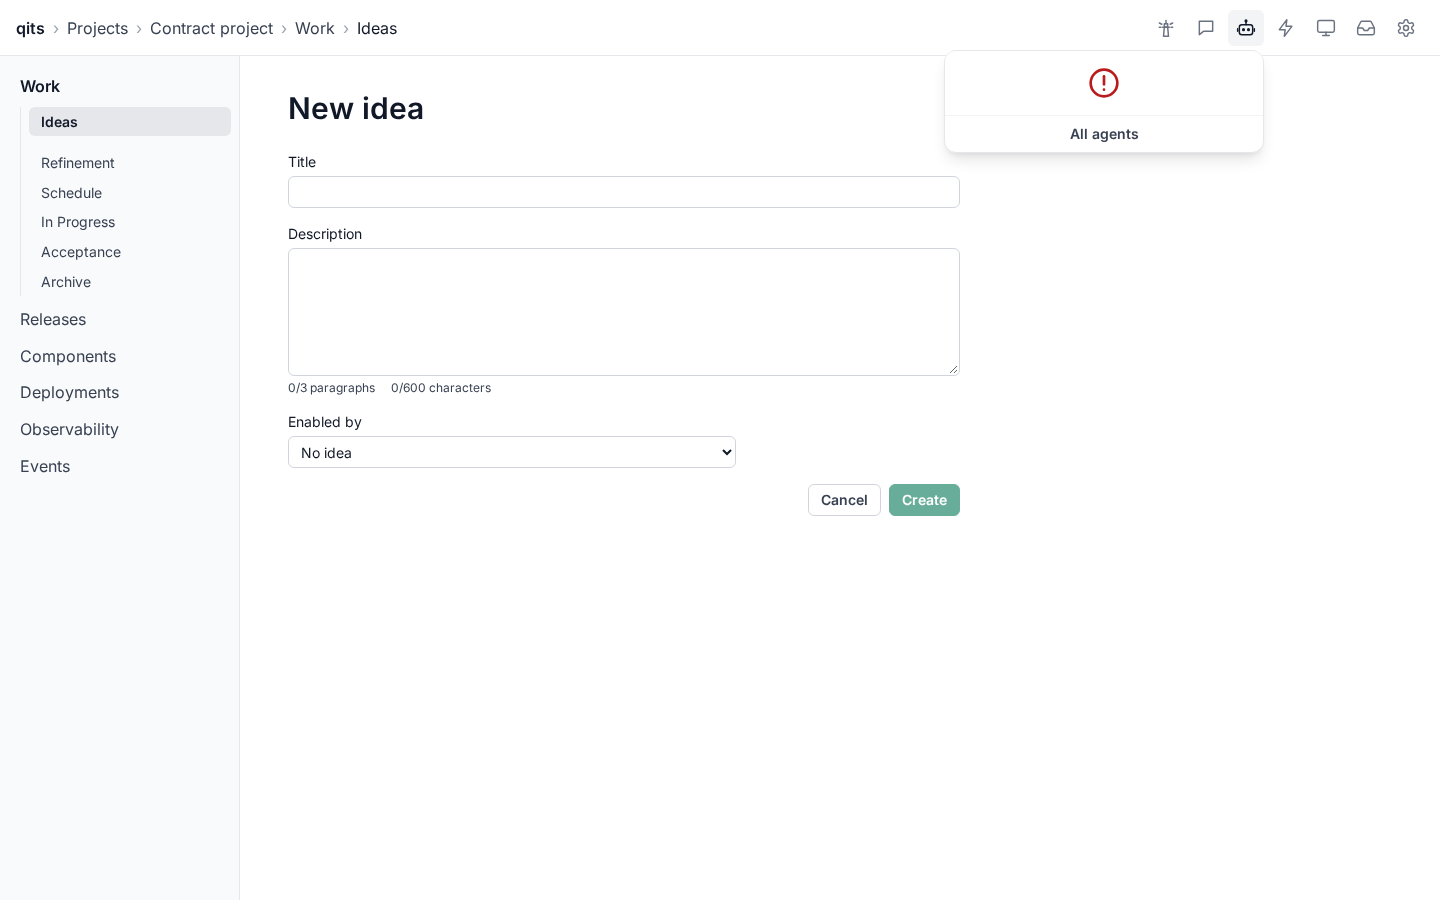 qits › Projects › Contract project › Work › Ideas
All agents
Work
Ideas
Refinement
Schedule
In Progress
Acceptance
Archive
Releases
Components
Deployments
Observability
Events
New idea
Title
Description
0/3 paragraphs 0/600 characters
Enabled by
No idea
Cancel Create